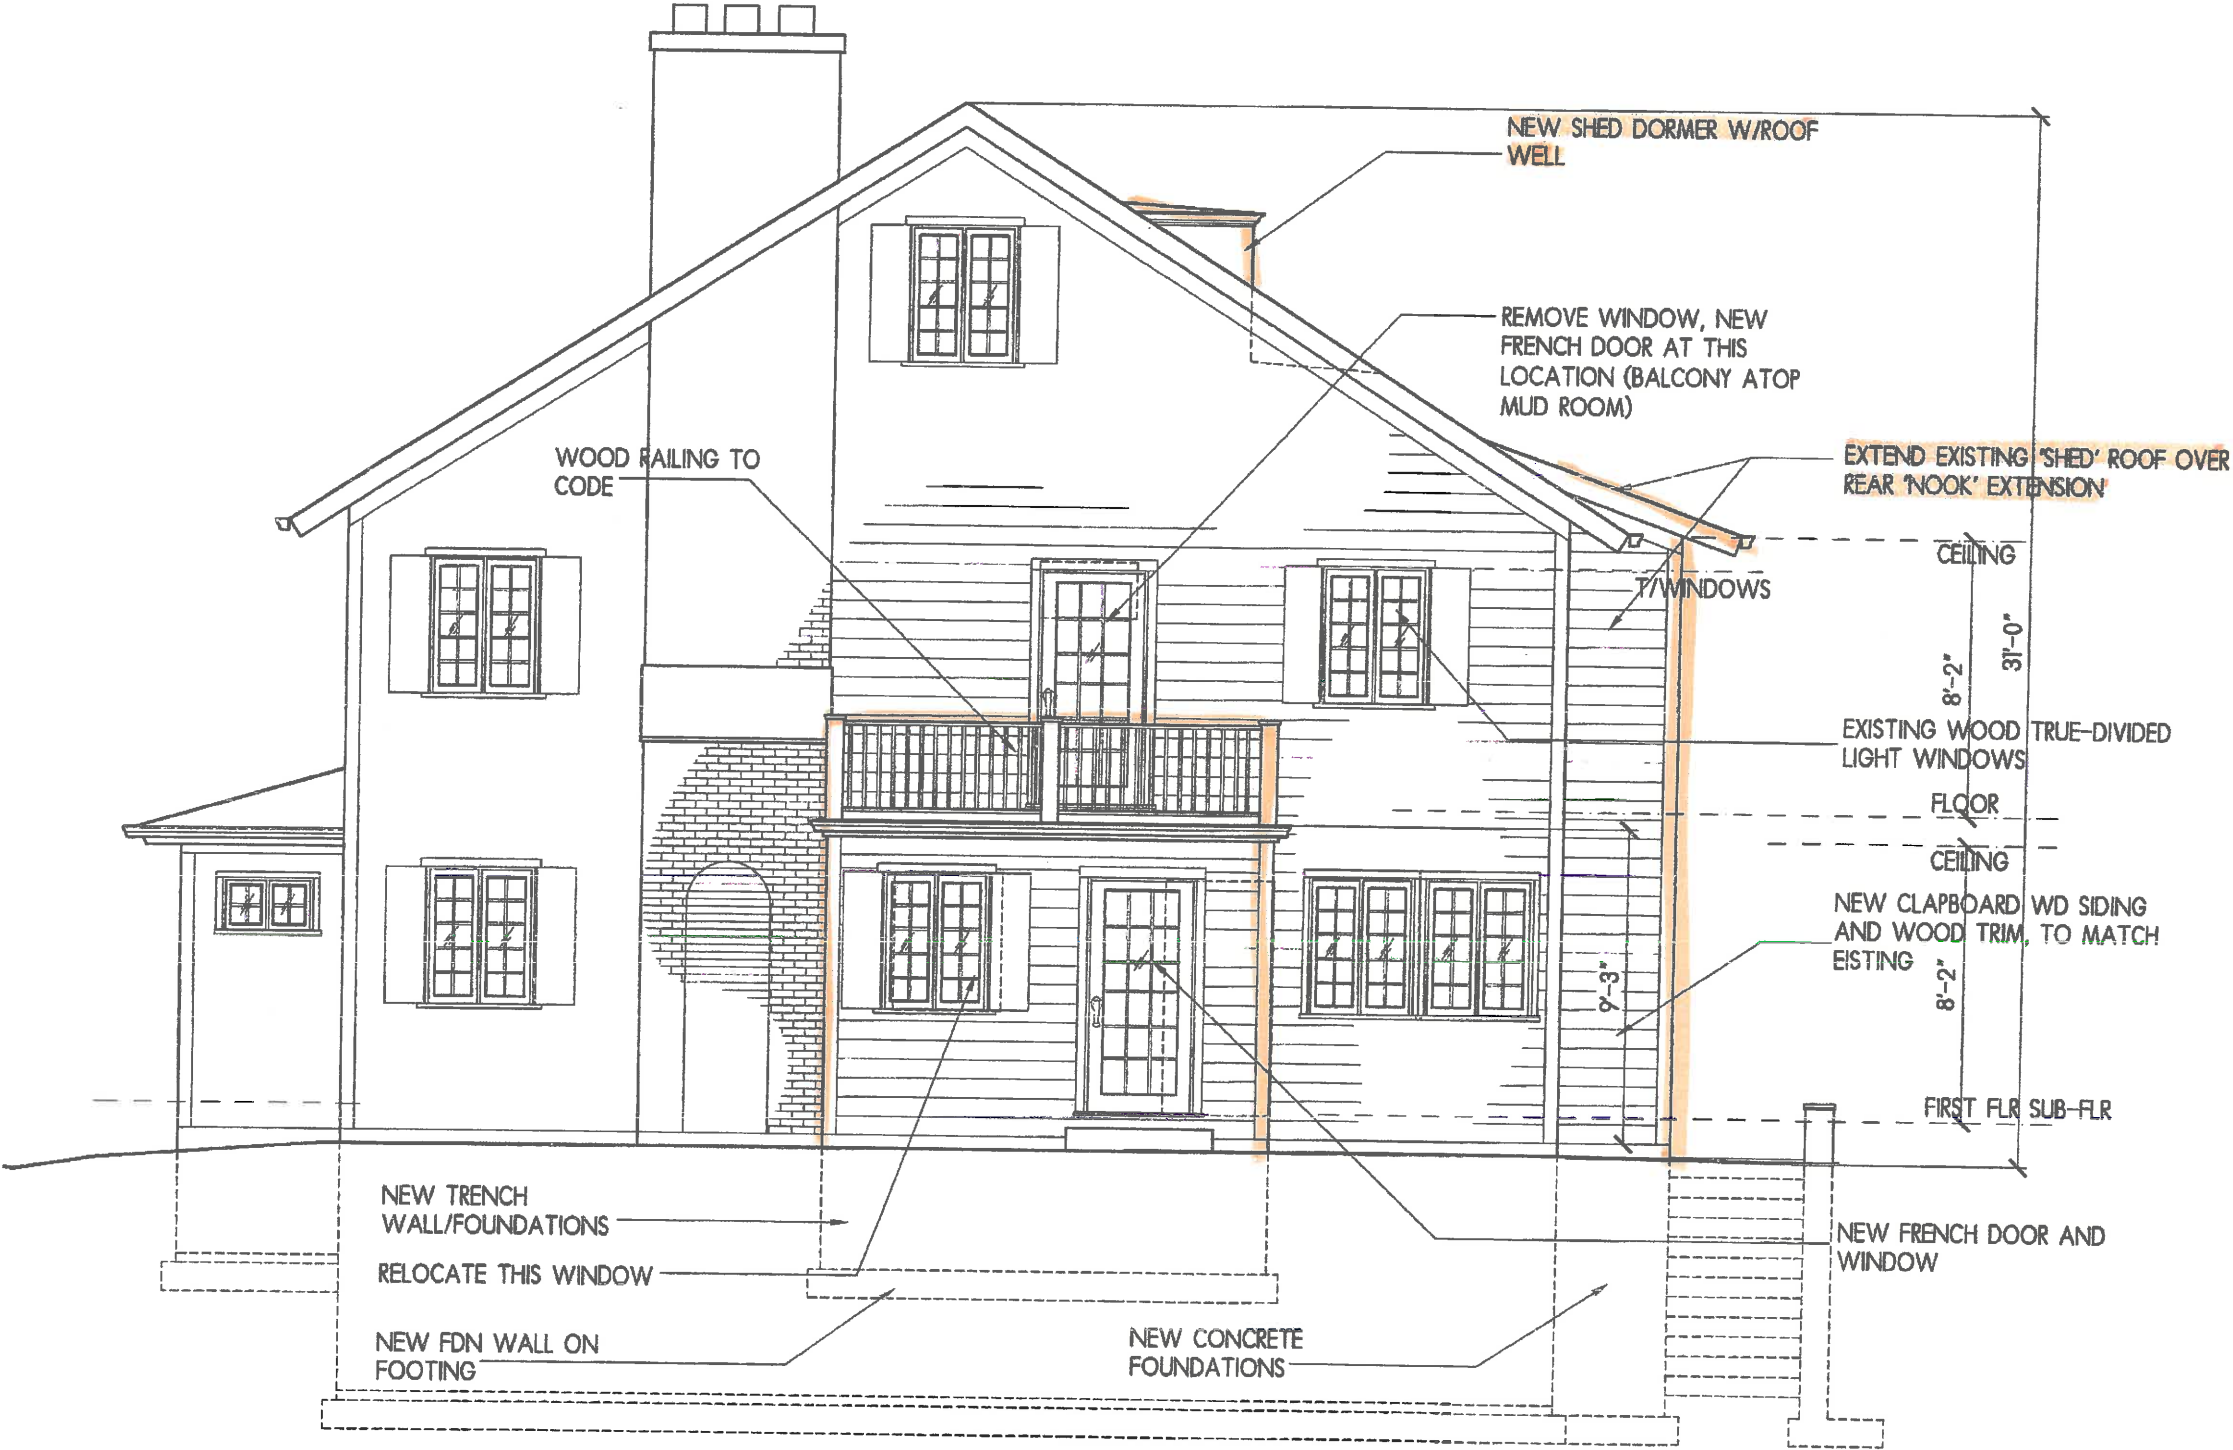 NEW SHED DORMER W/ROOF
WELL
REMOVE WINDOW, NEW
FRENCH DOOR AT THIS
LOCATION (BALCONY ATOP
MUD ROOM)
WOOD RAILING TO
CODE
EXTEND EXISTING 'SHED' ROOF OVER
REAR 'NOOK' EXTENSION
CEILING
T/WINDOWS
8'-2"
31'-0"
EXISTING WOOD TRUE-DIVIDED
LIGHT WINDOWS
FLOOR
CEILING
NEW CLAPBOARD WD SIDING
AND WOOD TRIM, TO MATCH
EISTING
9'-3"
8'-2"
FIRST FLR SUB-FLR
NEW TRENCH
WALL/FOUNDATIONS
RELOCATE THIS WINDOW
NEW FRENCH DOOR AND
WINDOW
NEW FDN WALL ON
FOOTING
NEW CONCRETE
FOUNDATIONS